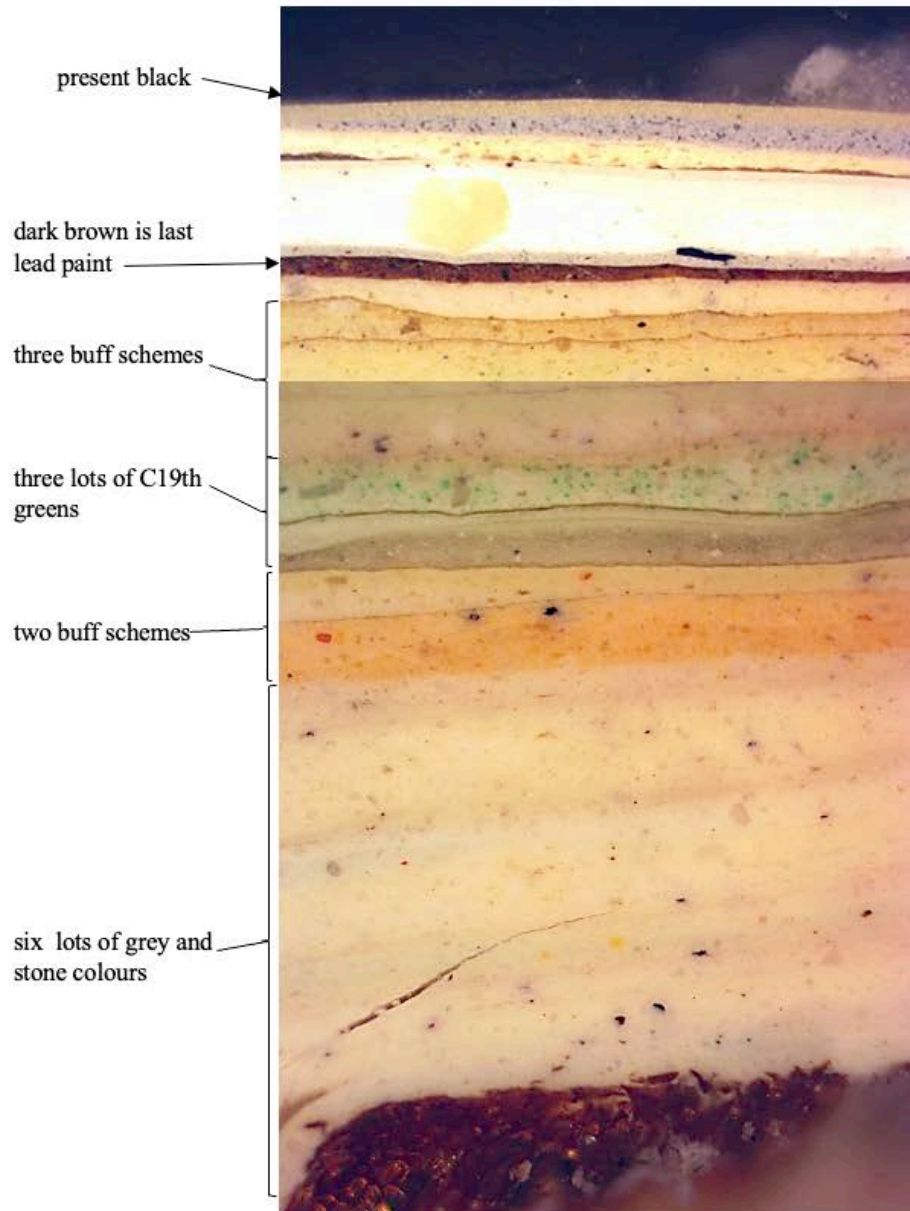 present black
dark brown is last
lead paint
three buff schemes
three lots of C19th
greens
two buff schemes
six lots of grey and
stone colours